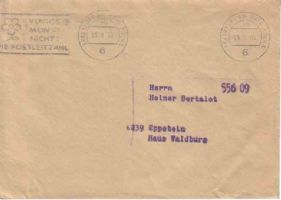 VERGISS
MEIN
NICHT
DIE POSTLEITZAHL
6
6
Herrn 556 09
Heiner Bertalot
6239 Eppstein
Haus Waldburg